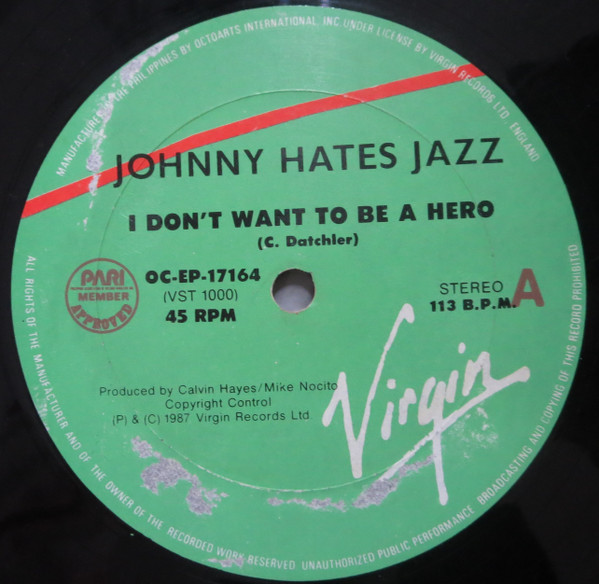 MANUFACTURED IN THE PHILIPPINES BY OCTOARTS INTERNATIONAL, INC UNDER LICENSE BY VIRGIN RECORDS LTD. ENGLAND
JOHNNY HATES JAZZ
I DON'T WANT TO BE A HERO
(C. Datchler)
PARI
MEMBER
APPROVED
OC-EP-17164
(VST 1000)
45 RPM
STEREO
113 B.P.M.
A
Produced by Calvin Hayes/Mike Nocito
Copyright Control
(P) & (C) 1987 Virgin Records Ltd.
Virgin
ALL RIGHTS OF THE MANUFACTURER AND OF THE OWNER OF THE RECORDED WORK RESERVED UNAUTHORIZED PUBLIC PERFORMANCE, BROADCASTING AND COPYING OF THIS RECORD PROHIBITED